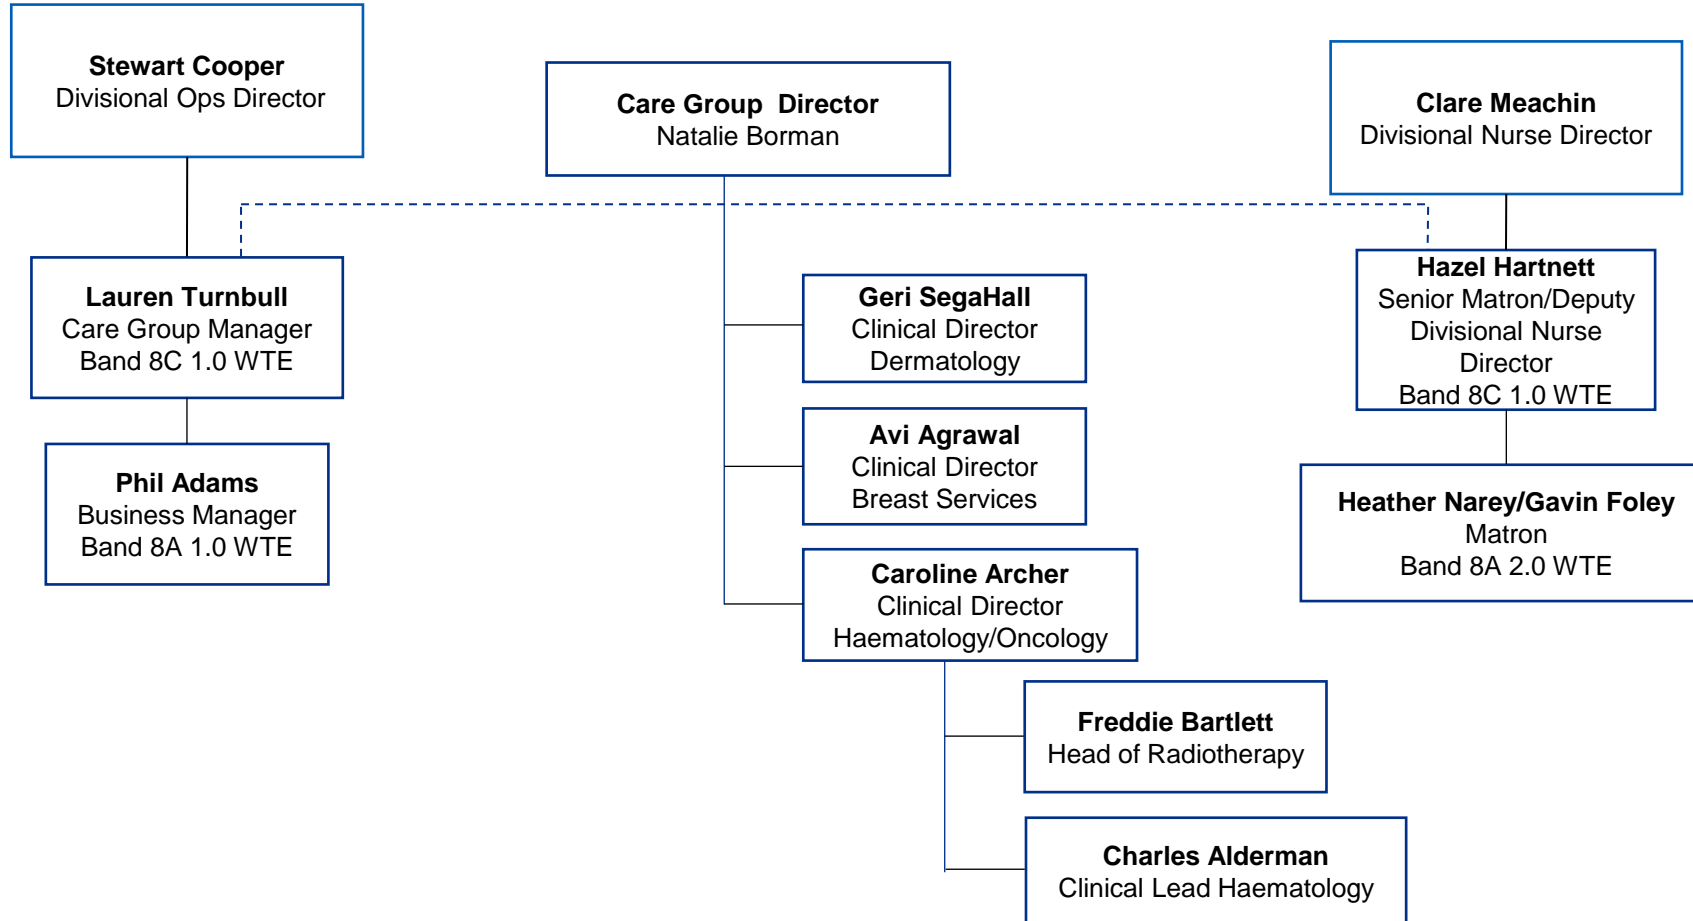 Stewart Cooper
Divisional Ops Director
Care Group  Director
Natalie Borman
Clare Meachin
Divisional Nurse Director
Lauren Turnbull
Care Group Manager
Band 8C 1.0 WTE
Hazel Hartnett
Senior Matron/Deputy
Divisional Nurse
Director
Band 8C 1.0 WTE
Geri SegaHall
Clinical Director
Dermatology
Avi Agrawal
Clinical Director
Breast Services
Phil Adams
Business Manager
Band 8A 1.0 WTE
Heather Narey/Gavin Foley
Matron
Band 8A 2.0 WTE
Caroline Archer
Clinical Director
Haematology/Oncology
Freddie Bartlett
Head of Radiotherapy
Charles Alderman
Clinical Lead Haematology